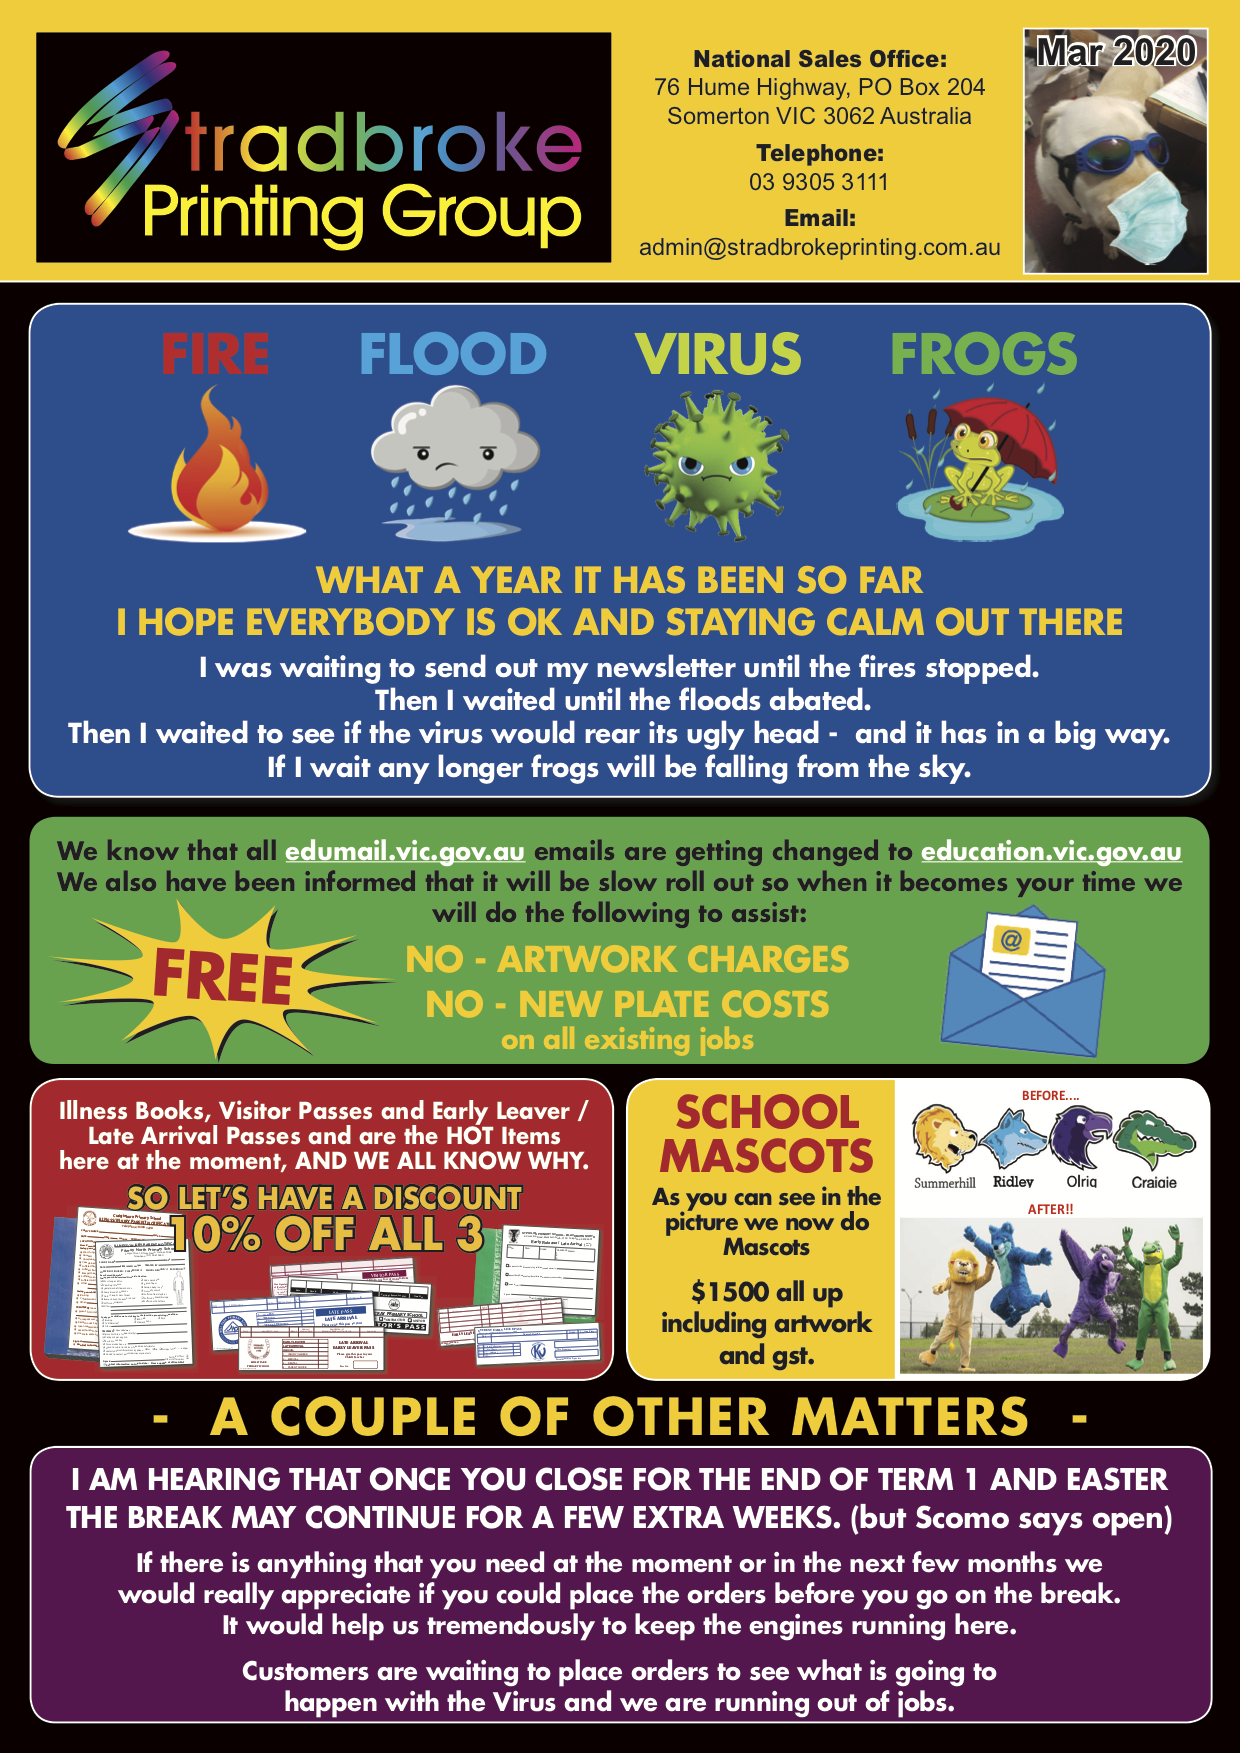 Stradbroke
Printing Group
National Sales Office:
76 Hume Highway, PO Box 204
Somerton VIC 3062 Australia
Telephone:
03 9305 3111
Email:
admin@stradbrokeprinting.com.au
Mar 2020
FIRE FLOOD VIRUS FROGS
WHAT A YEAR IT HAS BEEN SO FAR
I HOPE EVERYBODY IS OK AND STAYING CALM OUT THERE
I was waiting to send out my newsletter until the fires stopped.
Then I waited until the floods abated.
Then I waited to see if the virus would rear its ugly head - and it has in a big way.
If I wait any longer frogs will be falling from the sky.
We know that all edumail.vic.gov.au emails are getting changed to education.vic.gov.au
We also have been informed that it will be slow roll out so when it becomes your time we
will do the following to assist:
FREE
NO - ARTWORK CHARGES
NO - NEW PLATE COSTS
on all existing jobs
@
Illness Books, Visitor Passes and Early Leaver /
Late Arrival Passes and are the HOT Items
here at the moment, AND WE ALL KNOW WHY.
SO LET'S HAVE A DISCOUNT
10% OFF ALL 3
VISITOR PASS
LATE PASS
LATE ARRIVAL
LATE ARRIVAL
EARLY LEAVER PASS
SCHOOL
MASCOTS
As you can see in the
picture we now do
Mascots
$1500 all up
including artwork
and gst.
BEFORE....
Summerhill Ridley Olrig Craigie
AFTER!!
- A COUPLE OF OTHER MATTERS -
I AM HEARING THAT ONCE YOU CLOSE FOR THE END OF TERM 1 AND EASTER
THE BREAK MAY CONTINUE FOR A FEW EXTRA WEEKS. (but Scomo says open)
If there is anything that you need at the moment or in the next few months we
would really appreciate if you could place the orders before you go on the break.
It would help us tremendously to keep the engines running here.
Customers are waiting to place orders to see what is going to
happen with the Virus and we are running out of jobs.